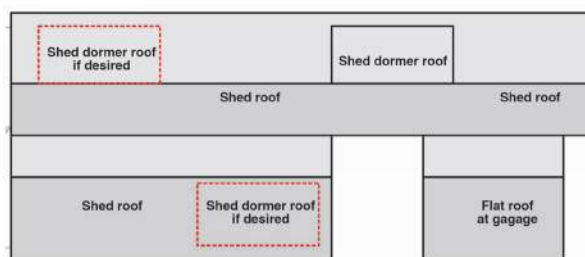 Shed dormer roof
if desired
Shed dormer roof
Shed roof
Shed roof
Shed roof
Shed dormer roof
if desired
Flat roof
at gagage